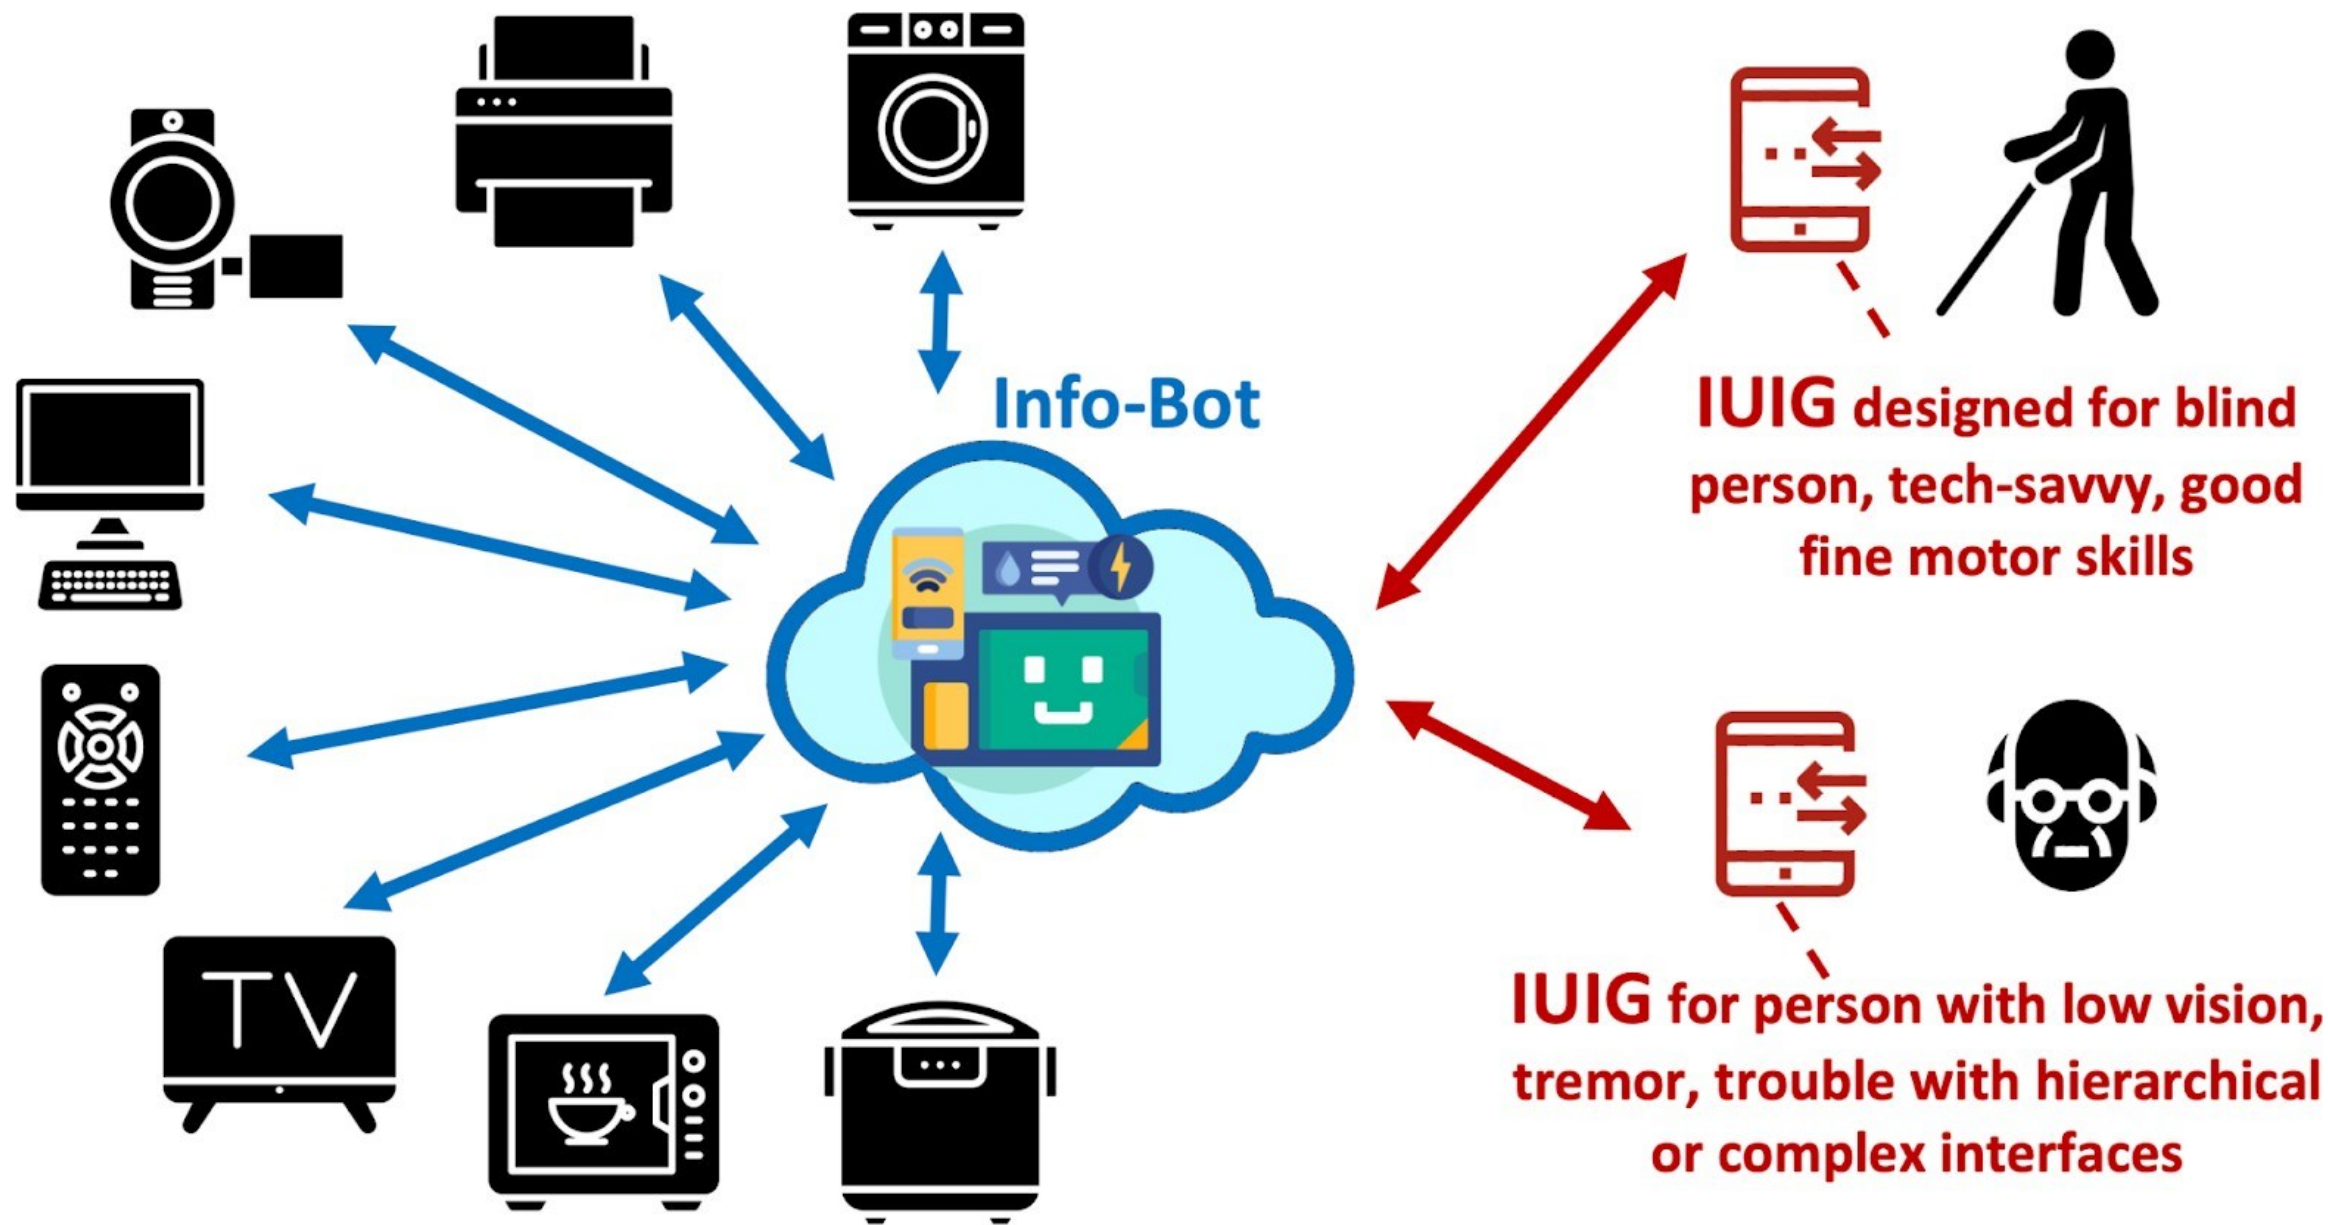 Info-Bot
IUIG designed for blind
person, tech-savvy, good
fine motor skills
TV
IUIG for person with low vision,
tremor, trouble with hierarchical
or complex interfaces